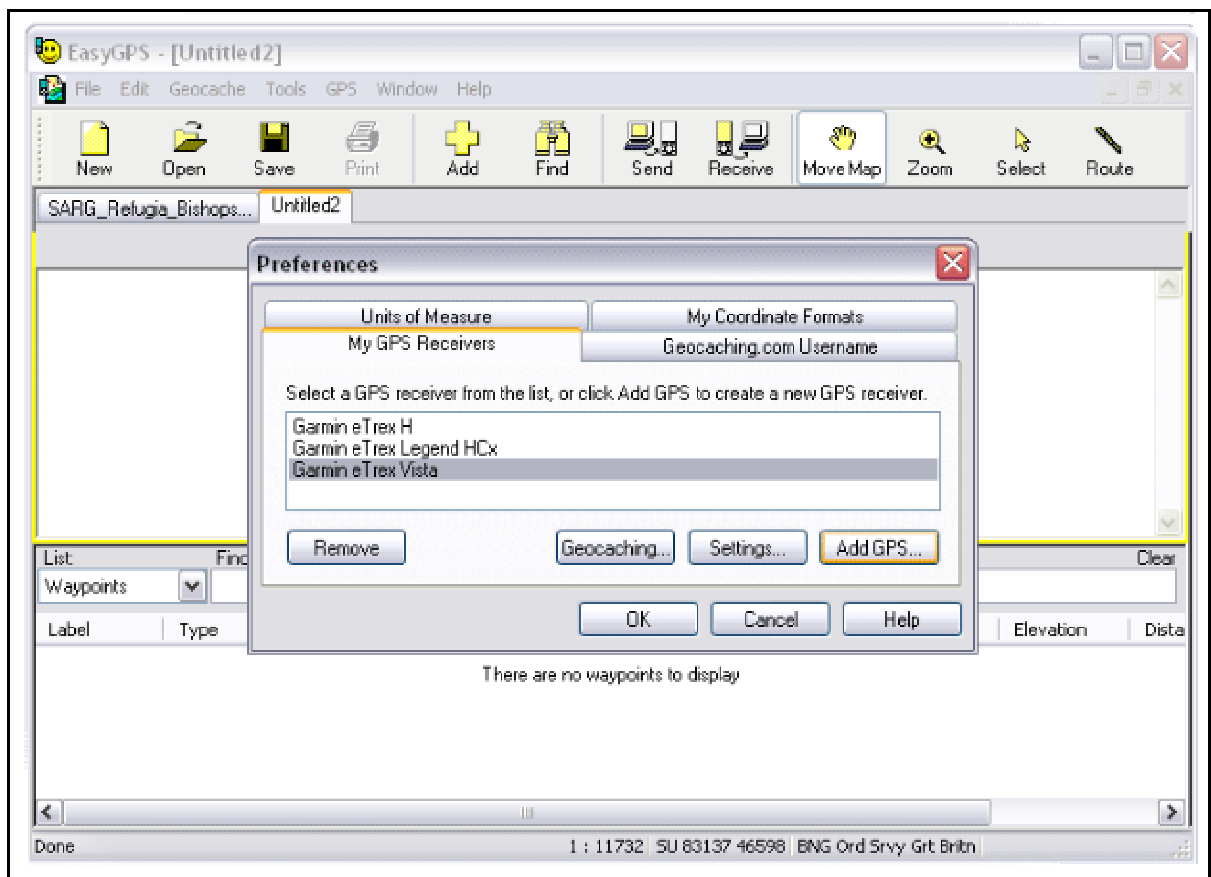 EasyGPS - [Untitled2]
File Edit Geocache Tools GPS Window Help
New Open Save Print Add Find Send Receive Move Map Zoom Select Route
SARG_Refugia_Bishops... Untitled2
Preferences
Units of Measure My Coordinate Formats
My GPS Receivers Geocaching.com Username
Select a GPS receiver from the list, or click Add GPS to create a new GPS receiver.
Garmin eTrex H
Garmin eTrex Legend HCx
Garmin eTrex Vista
Remove Geocaching... Settings... Add GPS...
List: Find Clear
Waypoints
OK Cancel Help
Label Type Elevation Dista
There are no waypoints to display
Done 1 : 11732 SU 83137 46598 BNG Ord Srvy Grt Britn